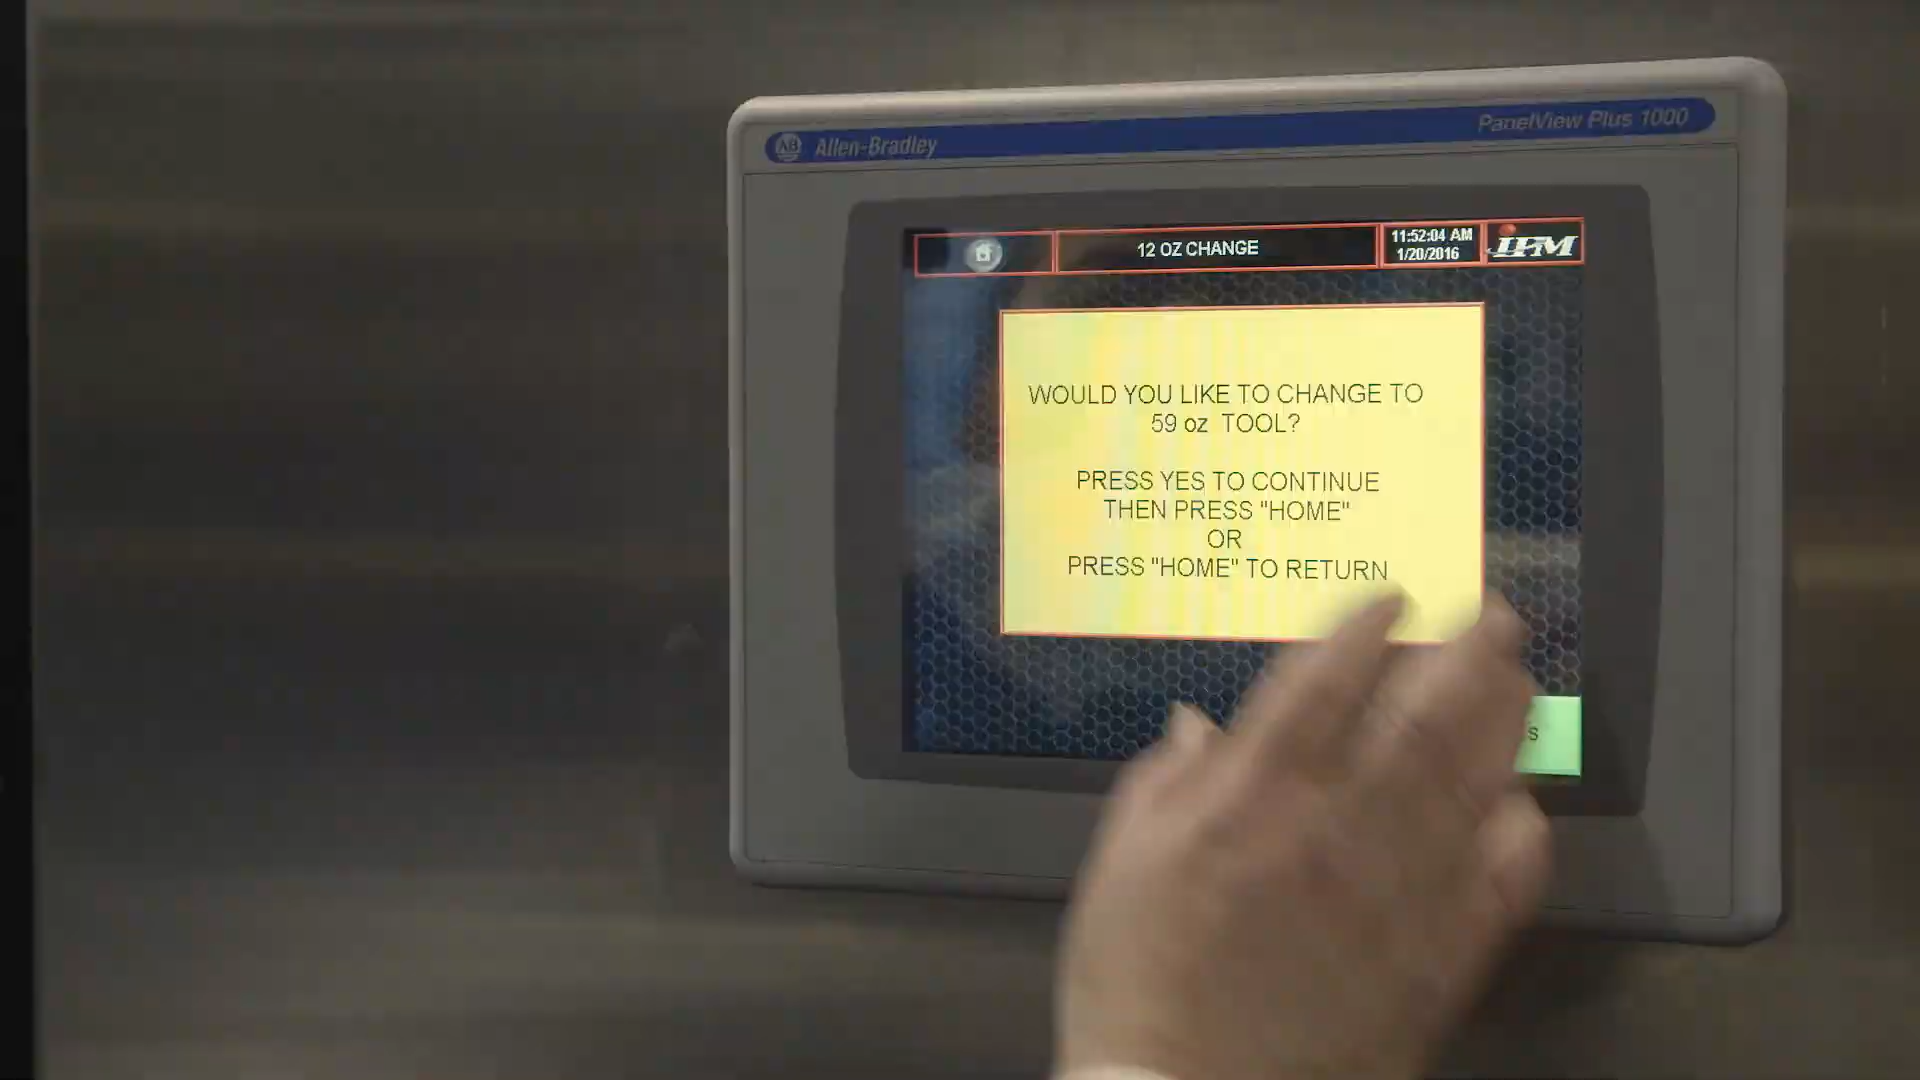 AB Allen-Bradley
PanelView Plus 1000
12 OZ CHANGE
11:52:04 AM
1/20/2016
WOULD YOU LIKE TO CHANGE TO
59 oz TOOL?
PRESS YES TO CONTINUE
THEN PRESS "HOME"
OR
PRESS "HOME" TO RETURN